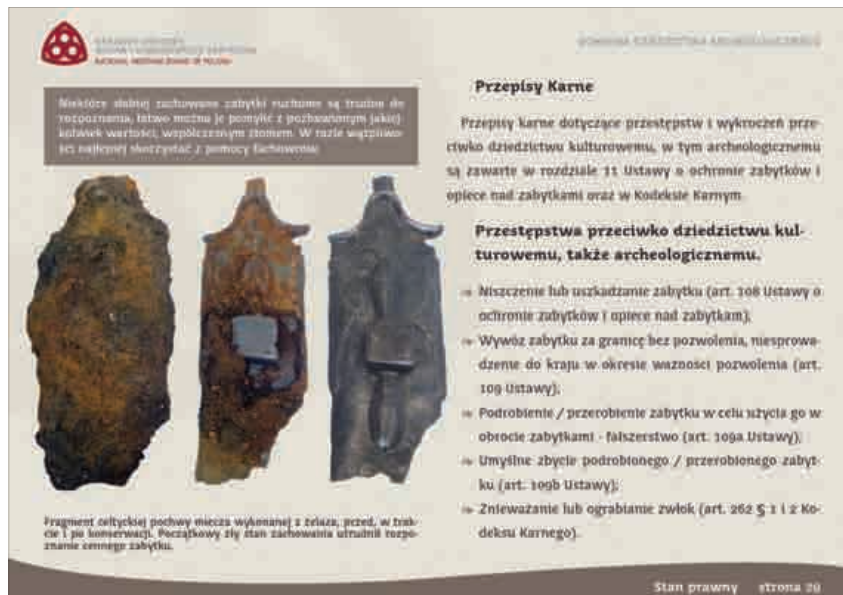 NATIONAL HERITAGE BOARD OF POLAND
Niektóre słabiej zachowane zabytki ruchome są trudne do
rozpoznania, łatwo można je pomylić z pozbawionym jakiej-
kolwiek wartości, współczesnym złomem. W razie wątpliwo-
ści najlepiej skorzystać z pomocy fachowców.
Fragment celtyckiej pochwy miecza wykonanej z żelaza, przed, w trak-
cie i po konserwacji. Początkowy zły stan zachowania utrudnił rozpo-
znanie cennego zabytku.
Przepisy Karne
Przepisy karne dotyczące przestępstw i wykroczeń prze-
ciwko dziedzictwu kulturowemu, w tym archeologicznemu
są zawarte w rozdziale 11 Ustawy o ochronie zabytków i
opiece nad zabytkami oraz w Kodeksie Karnym.
Przestępstwa przeciwko dziedzictwu kul-
turowemu, także archeologicznemu.
Niszczenie lub uszkadzanie zabytku (art. 108 Ustawy o
ochronie zabytków i opiece nad zabytkam);
Wywóz zabytku za granicę bez pozwolenia, niesprowa-
dzenie do kraju w okresie ważności pozwolenia (art.
109 Ustawy);
Podrobienie / przerobienie zabytku w celu użycia go w
obrocie zabytkami - fałszerstwo (art. 109a Ustawy);
Umyślne zbycie podrobionego / przerobionego zabyt-
ku (art. 109b Ustawy);
Znieważanie lub ograbianie zwłok (art. 262 § 1 i 2 Ko-
deksu Karnego).
Stan prawny strona 29